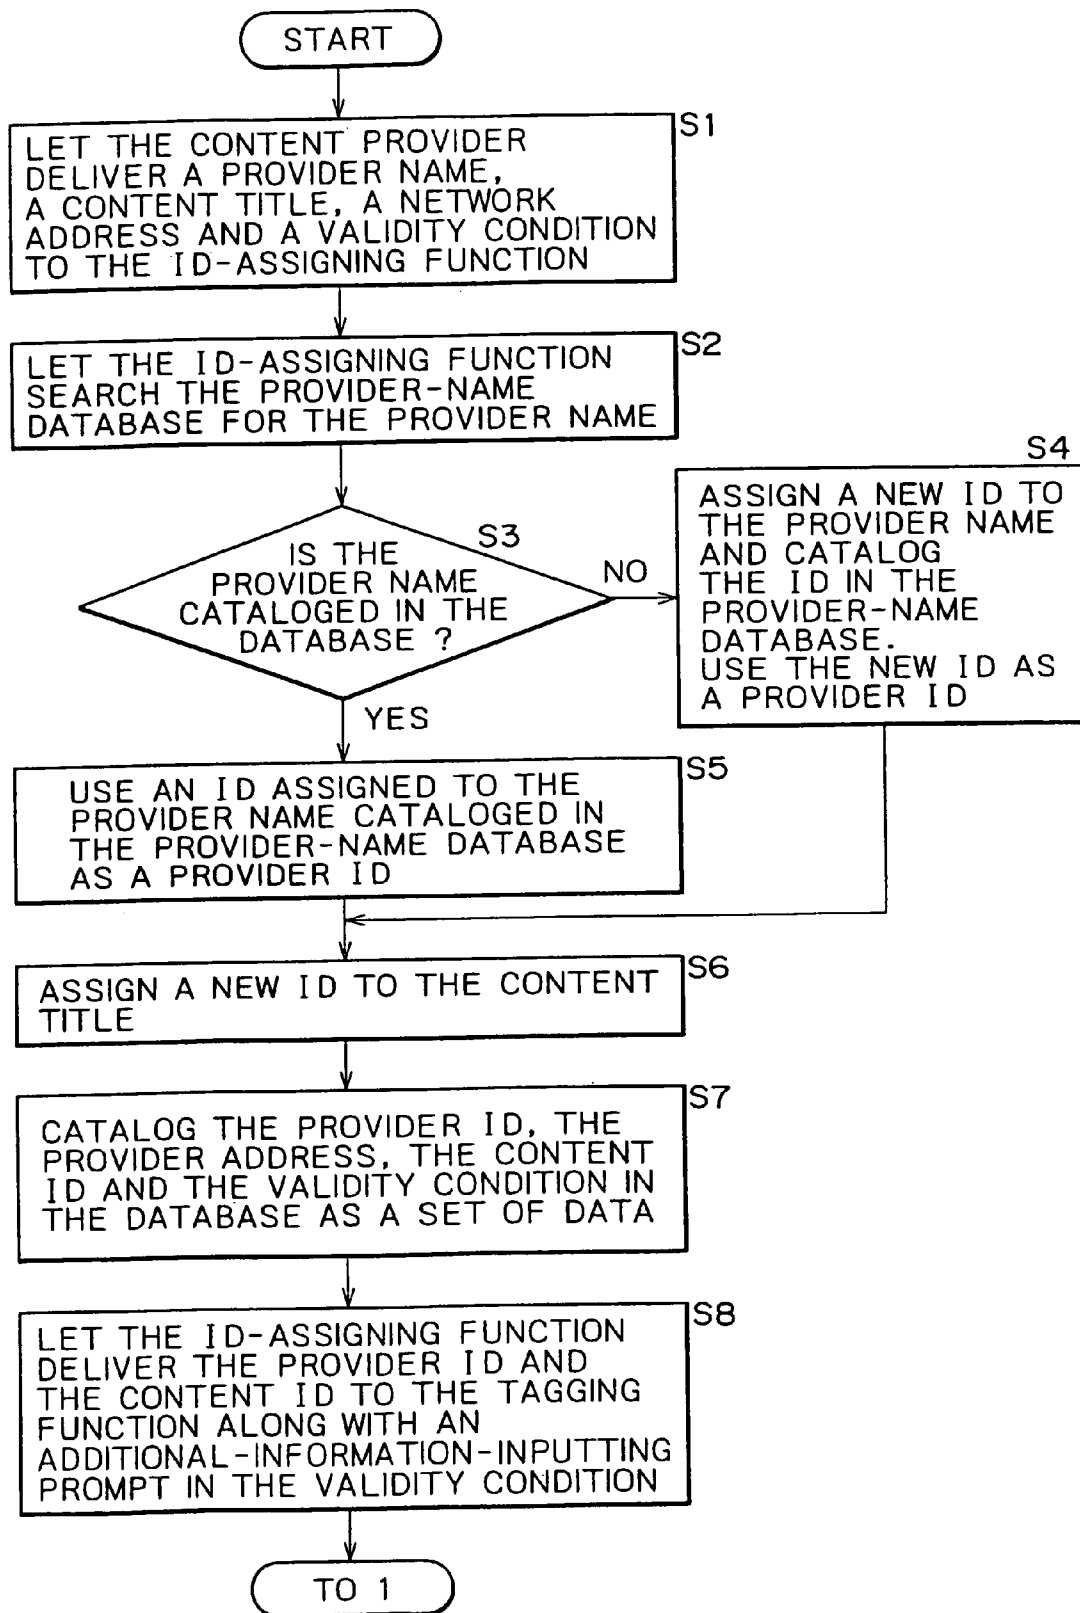 START
S1
LET THE CONTENT PROVIDER
DELIVER A PROVIDER NAME,
A CONTENT TITLE, A NETWORK
ADDRESS AND A VALIDITY CONDITION
TO THE ID-ASSIGNING FUNCTION
S2
LET THE ID-ASSIGNING FUNCTION
SEARCH THE PROVIDER-NAME
DATABASE FOR THE PROVIDER NAME
S3
IS THE
PROVIDER NAME
CATALOGED IN THE
DATABASE ?
NO
S4
ASSIGN A NEW ID TO
THE PROVIDER NAME
AND CATALOG
THE ID IN THE
PROVIDER-NAME
DATABASE.
USE THE NEW ID AS
A PROVIDER ID
YES
S5
USE AN ID ASSIGNED TO THE
PROVIDER NAME CATALOGED IN
THE PROVIDER-NAME DATABASE
AS A PROVIDER ID
S6
ASSIGN A NEW ID TO THE CONTENT
TITLE
S7
CATALOG THE PROVIDER ID, THE
PROVIDER ADDRESS, THE CONTENT
ID AND THE VALIDITY CONDITION IN
THE DATABASE AS A SET OF DATA
S8
LET THE ID-ASSIGNING FUNCTION
DELIVER THE PROVIDER ID AND
THE CONTENT ID TO THE TAGGING
FUNCTION ALONG WITH AN
ADDITIONAL-INFORMATION-INPUTTING
PROMPT IN THE VALIDITY CONDITION
TO 1